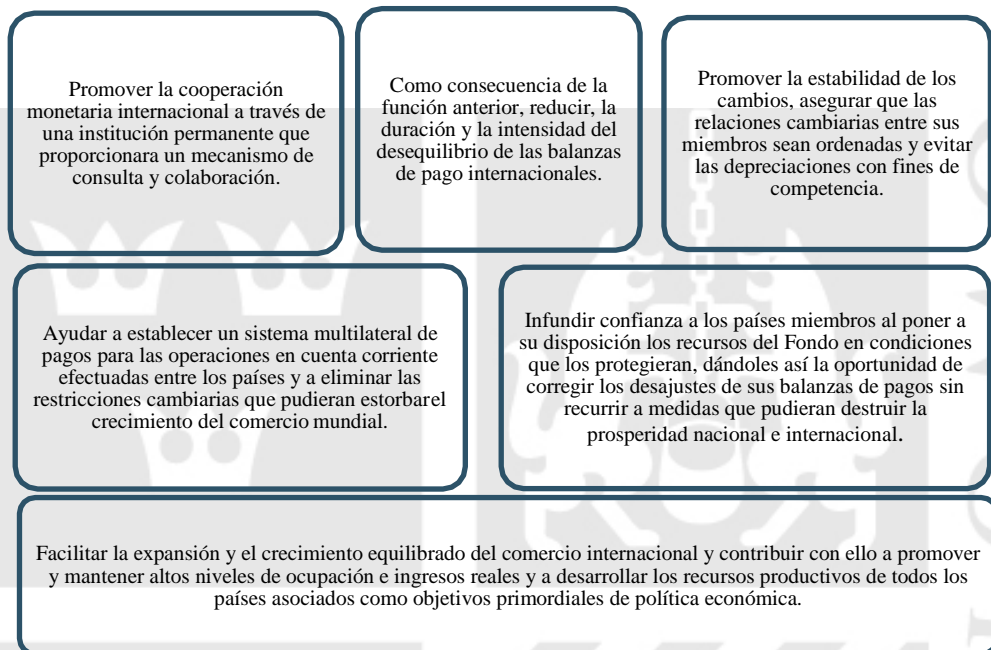 Promover la cooperación
monetaria internacional a través de
una institución permanente que
proporcionara un mecanismo de
consulta y colaboración.
Como consecuencia de la
función anterior, reducir, la
duración y la intensidad del
desequilibrio de las balanzas
de pago internacionales.
Promover la estabilidad de los
cambios, asegurar que las
relaciones cambiarias entre sus
miembros sean ordenadas y evitar
las depreciaciones con fines de
competencia.
Ayudar a establecer un sistema multilateral de
pagos para las operaciones en cuenta corriente
efectuadas entre los países y a eliminar las
restricciones cambiarias que pudieran estorbarel
crecimiento del comercio mundial.
Infundir confianza a los países miembros al poner a
su disposición los recursos del Fondo en condiciones
que los protegieran, dándoles así la oportunidad de
corregir los desajustes de sus balanzas de pagos sin
recurrir a medidas que pudieran destruir la
prosperidad nacional e internacional.
Facilitar la expansión y el crecimiento equilibrado del comercio internacional y contribuir con ello a promover
y mantener altos niveles de ocupación e ingresos reales y a desarrollar los recursos productivos de todos los
países asociados como objetivos primordiales de política económica.